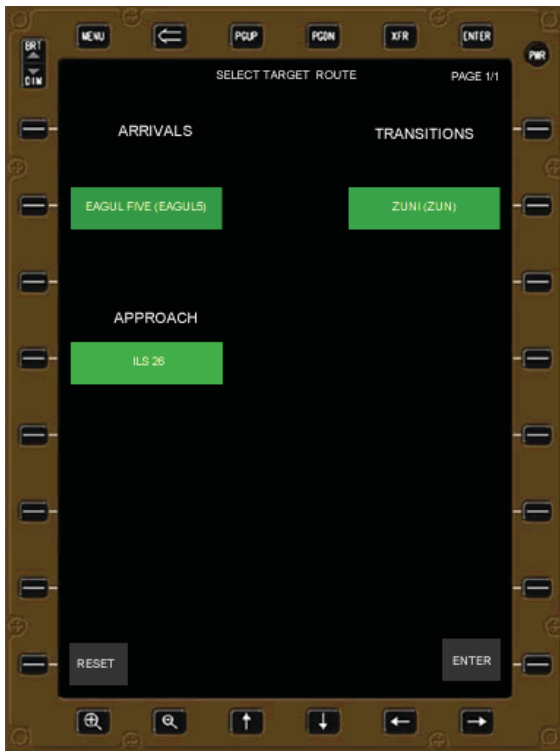 MENU PGUP PGDN XFR ENTER
BRT PWR
DIM
SELECT TARGET ROUTE PAGE 1/1
ARRIVALS TRANSITIONS
EAGUL FIVE (EAGUL5) ZUNI (ZUN)
APPROACH
ILS 26
RESET ENTER